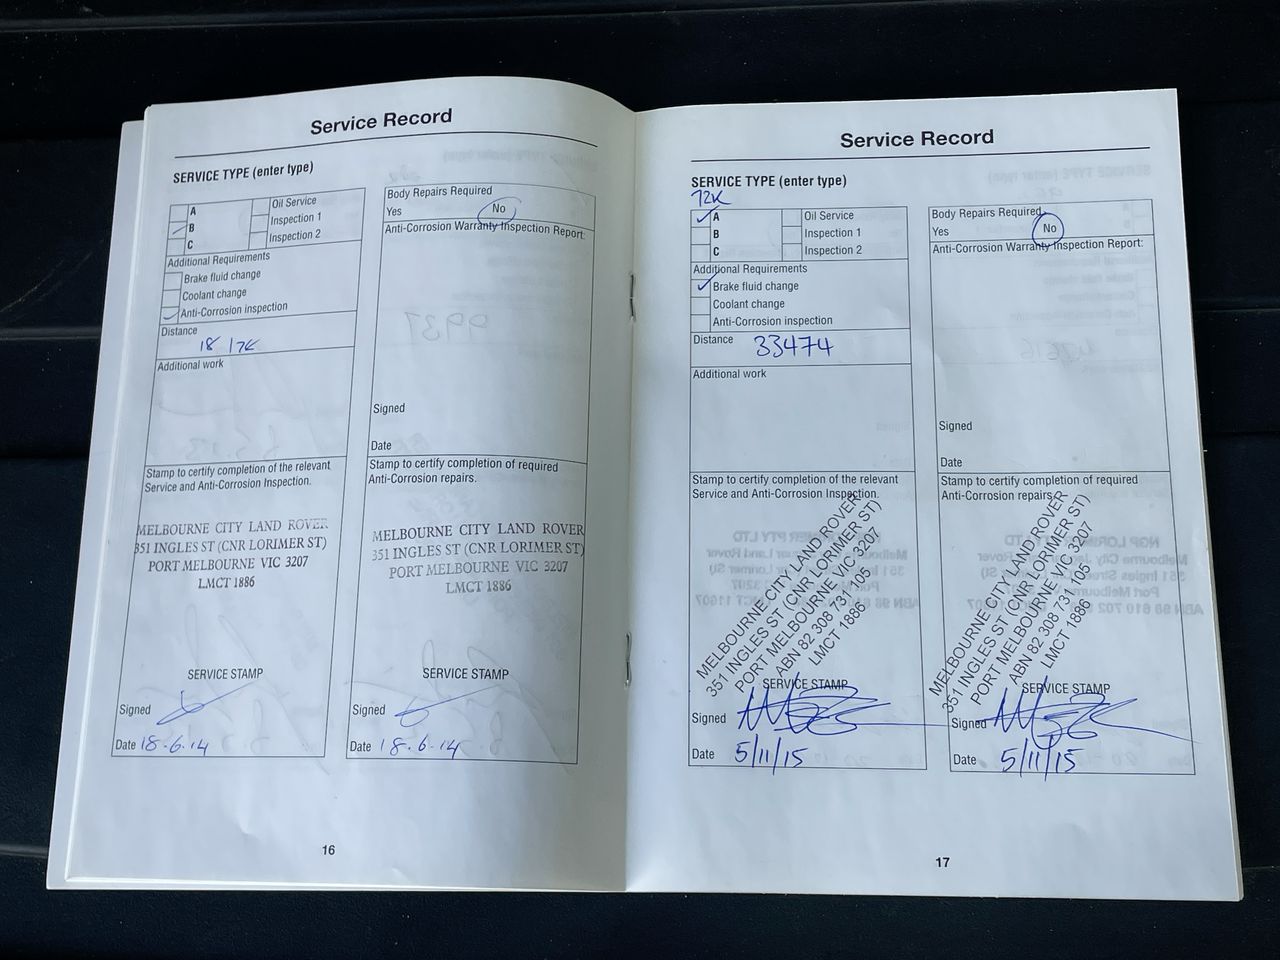 Service Record
SERVICE TYPE (enter type)
A
B
C
Oil Service
Inspection 1
Inspection 2
Additional Requirements
Brake fluid change
Coolant change
Anti-Corrosion inspection
Distance
18 17K
Additional work
Stamp to certify completion of the relevant
Service and Anti-Corrosion Inspection.
MELBOURNE CITY LAND ROVER
351 INGLES ST (CNR LORIMER ST)
PORT MELBOURNE VIC 3207
LMCT 1886
SERVICE STAMP
Signed
Date 18.6.14
Body Repairs Required
Yes No
Anti-Corrosion Warranty Inspection Report:
Signed
Date
Stamp to certify completion of required
Anti-Corrosion repairs.
MELBOURNE CITY LAND ROVER
351 INGLES ST (CNR LORIMER ST)
PORT MELBOURNE VIC 3207
LMCT 1886
SERVICE STAMP
Signed
Date 18.6.14
16
Service Record
SERVICE TYPE (enter type)
72K
A
B
C
Oil Service
Inspection 1
Inspection 2
Additional Requirements
Brake fluid change
Coolant change
Anti-Corrosion inspection
Distance 33474
Additional work
Stamp to certify completion of the relevant
Service and Anti-Corrosion Inspection.
MELBOURNE CITY LAND ROVER
351 INGLES ST (CNR LORIMER ST)
PORT MELBOURNE VIC 3207
ABN 82 308 731 105
LMCT 1886
SERVICE STAMP
Signed
Date 5/11/15
Body Repairs Required
Yes No
Anti-Corrosion Warranty Inspection Report:
Signed
Date
Stamp to certify completion of required
Anti-Corrosion repairs.
MELBOURNE CITY LAND ROVER
351 INGLES ST (CNR LORIMER ST)
PORT MELBOURNE VIC 3207
ABN 82 308 731 105
LMCT 1886
SERVICE STAMP
Signed
Date 5/11/15
17